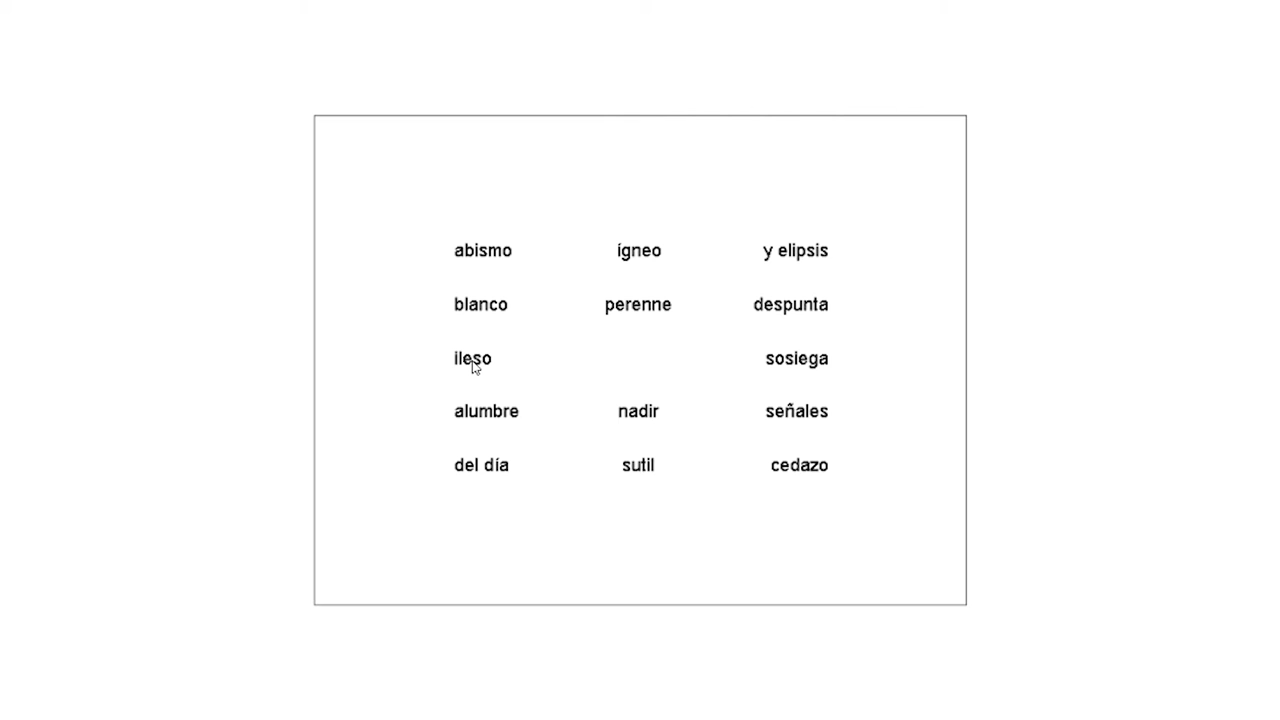 abismo ígneo y elipsis
blanco perenne despunta
ileso sosiega
alumbre nadir señales
del día sutil cedazo